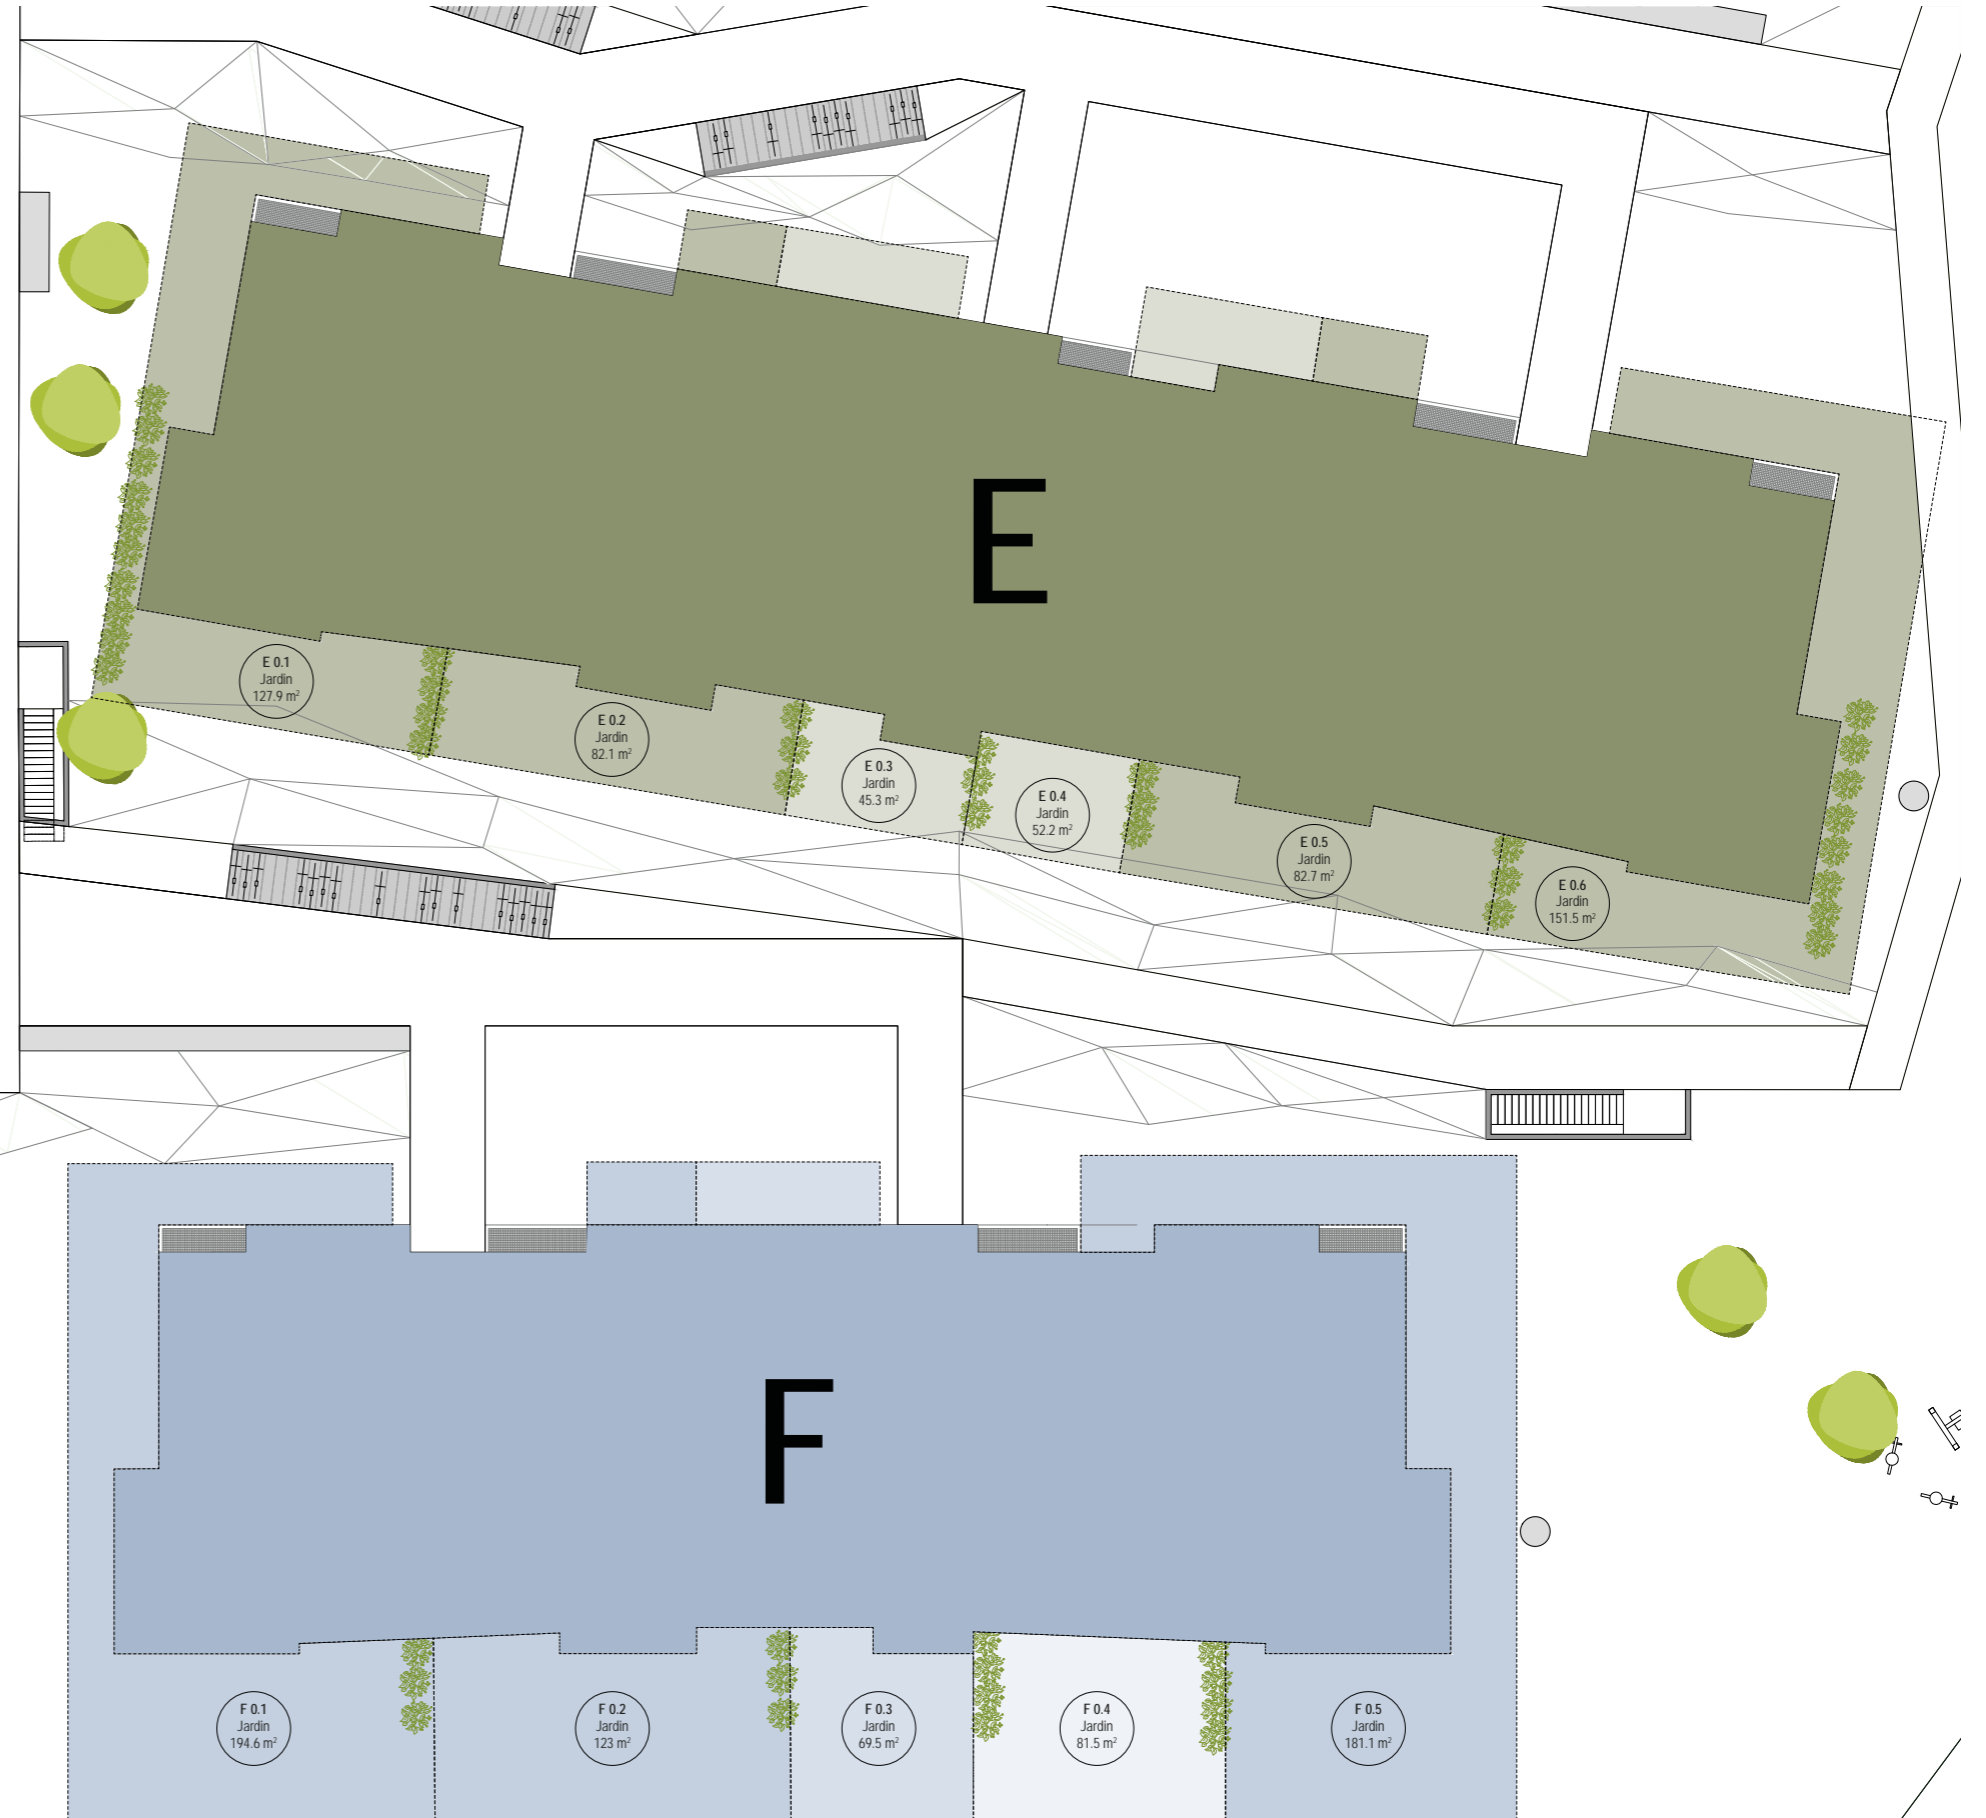 E
E 0.1
Jardin
127.9 m²
E 0.2
Jardin
82.1 m²
E 0.3
Jardin
45.3 m²
E 0.4
Jardin
52.2 m²
E 0.5
Jardin
82.7 m²
E 0.6
Jardin
151.5 m²
F
F 0.1
Jardin
194.6 m²
F 0.2
Jardin
123 m²
F 0.3
Jardin
69.5 m²
F 0.4
Jardin
81.5 m²
F 0.5
Jardin
181.1 m²